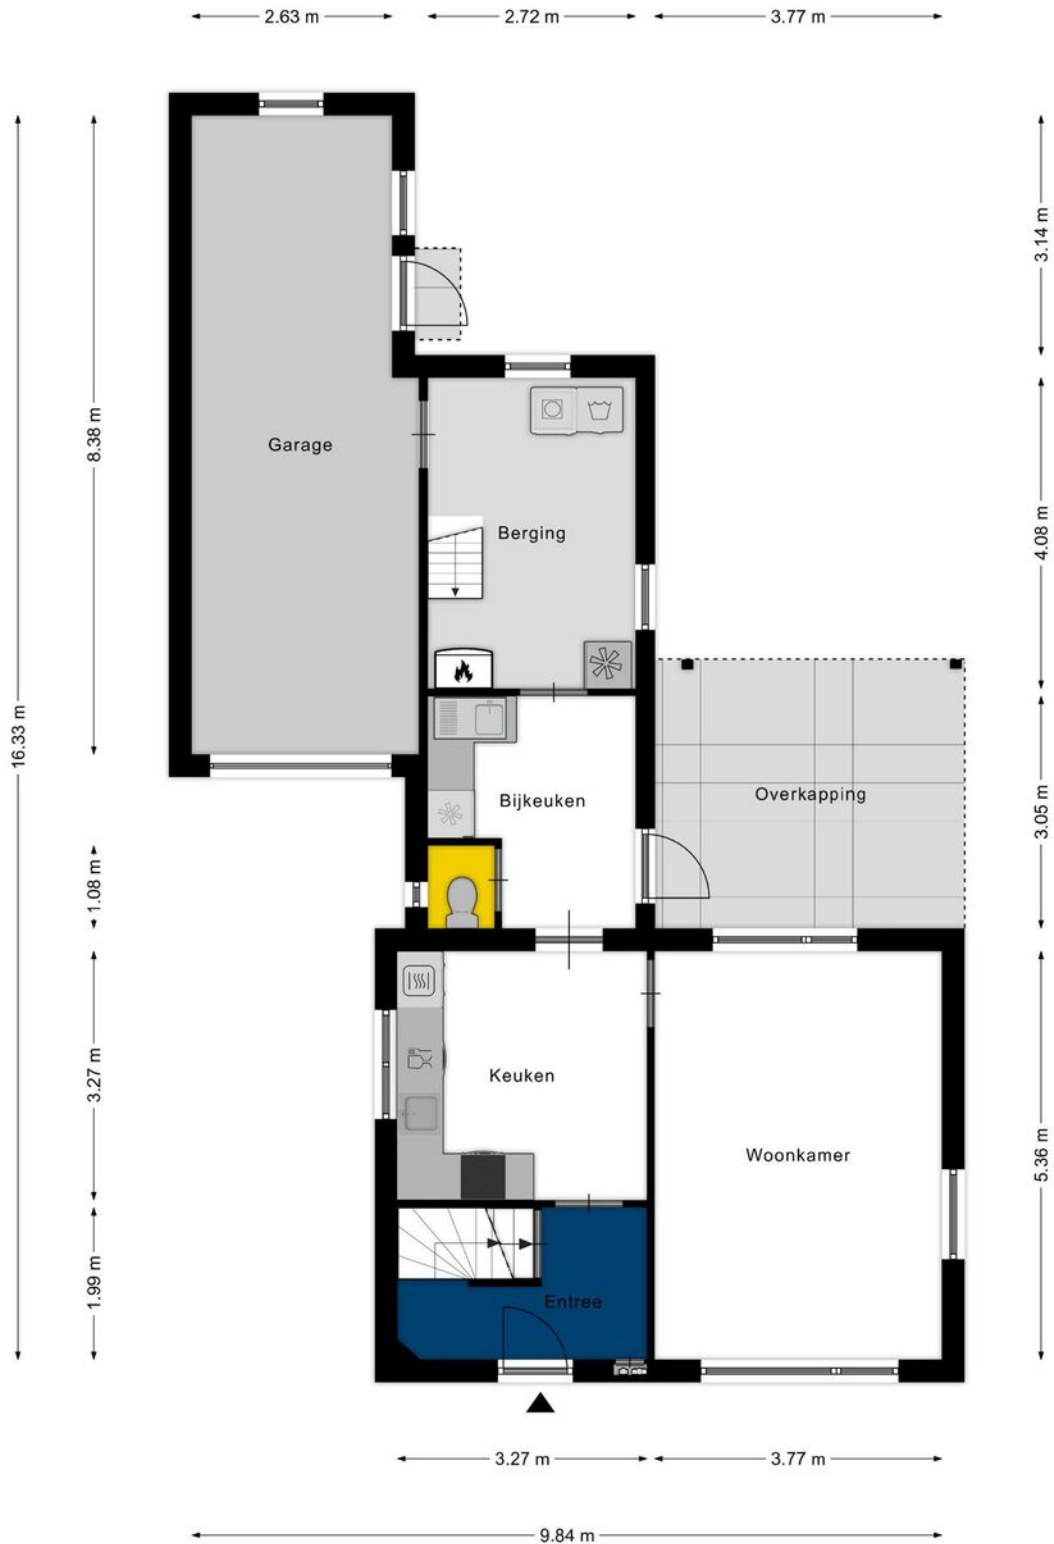 2.63 m
2.72 m
3.77 m
3.14 m
8.38 m
Garage
Berging
4.08 m
16.33 m
Overkapping
Bijkeuken
3.05 m
1.08 m
Keuken
3.27 m
Woonkamer
5.36 m
1.99 m
Entree
3.27 m
3.77 m
9.84 m